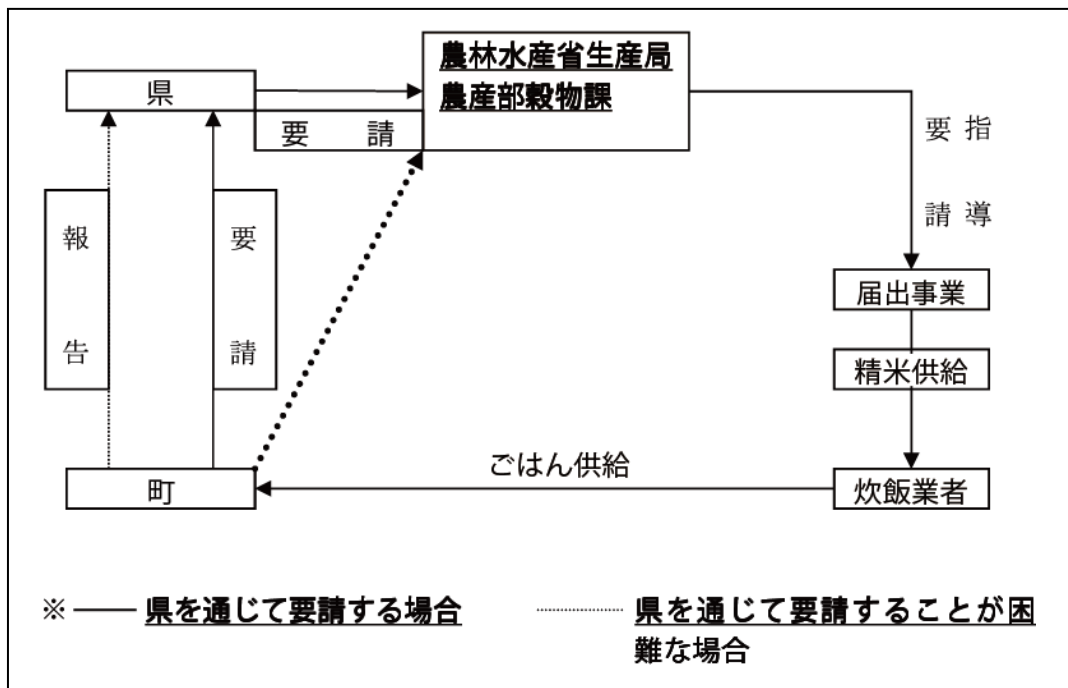 農林水産省生産局
農産部穀物課
県
要請
要請
指導
報告
要請
届出事業
精米供給
ごはん供給
町
炊飯業者
※ 県を通じて要請する場合
県を通じて要請することが困
難な場合